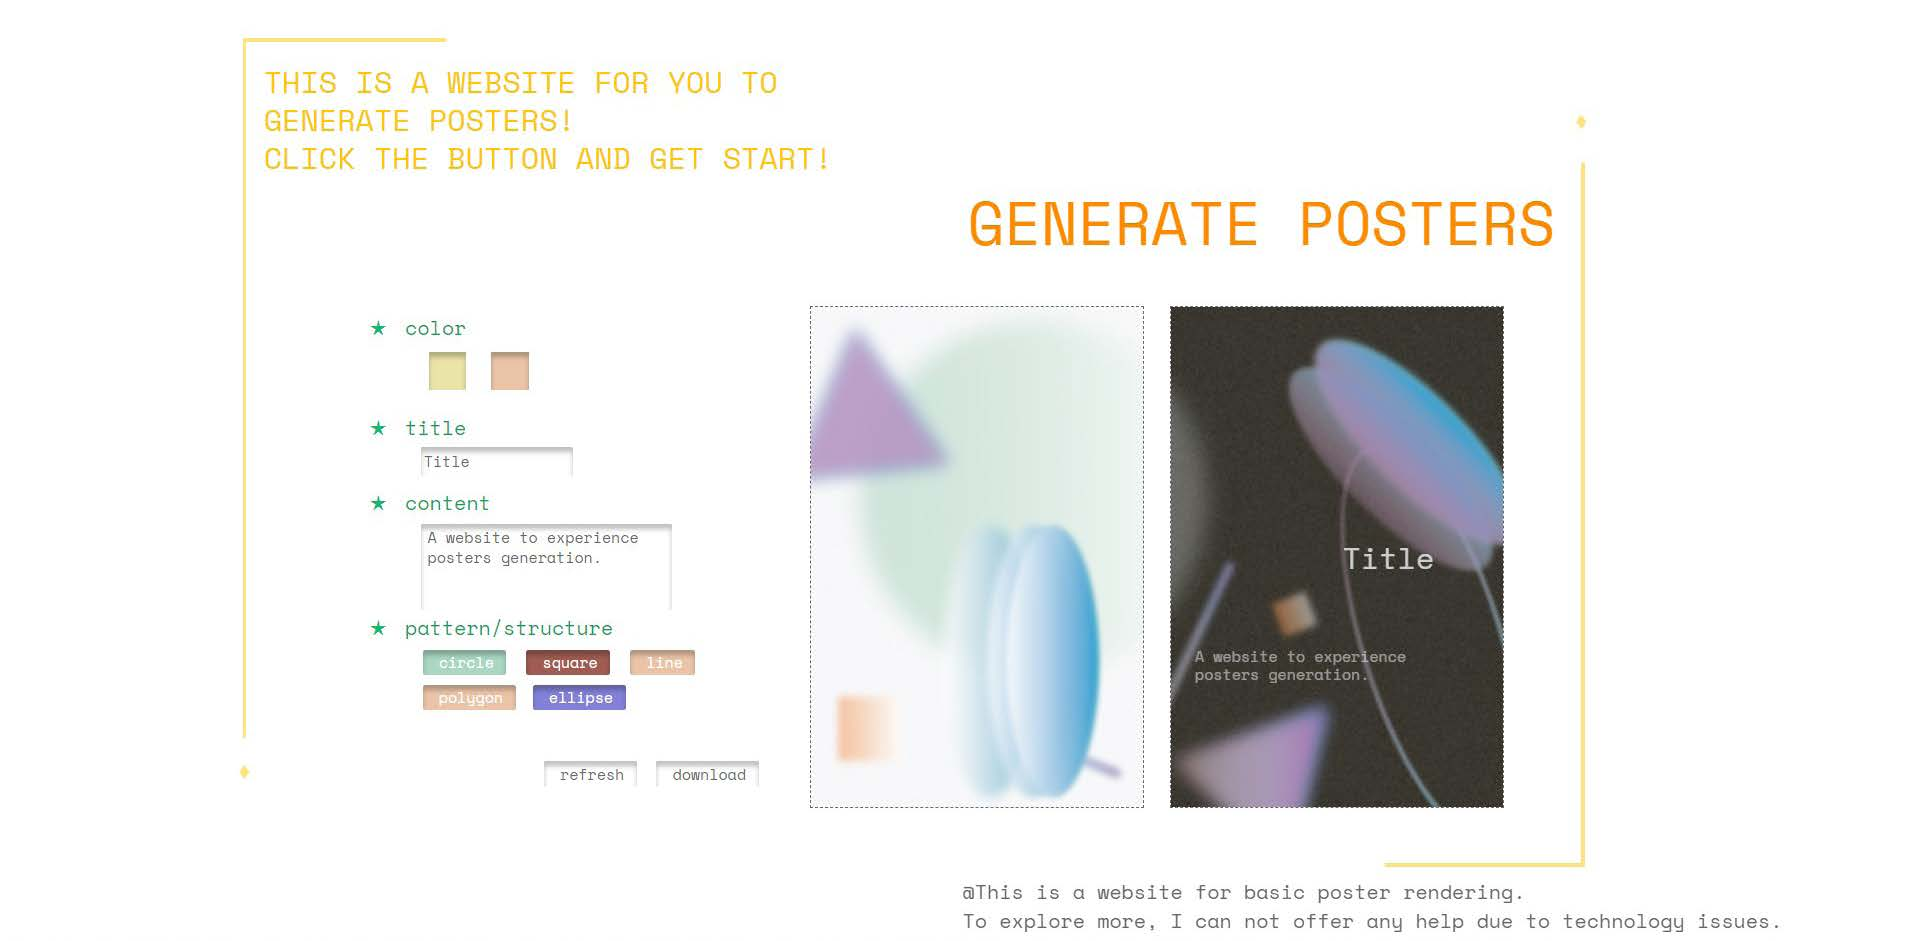 THIS IS A WEBSITE FOR YOU TO
GENERATE POSTERS!
CLICK THE BUTTON AND GET START!
GENERATE POSTERS
★ color
★ title
Title
★ content
A website to experience
posters generation.
★ pattern/structure
circle square line
polygon ellipse
refresh download
Title
A website to experience
posters generation.
@This is a website for basic poster rendering.
To explore more, I can not offer any help due to technology issues.